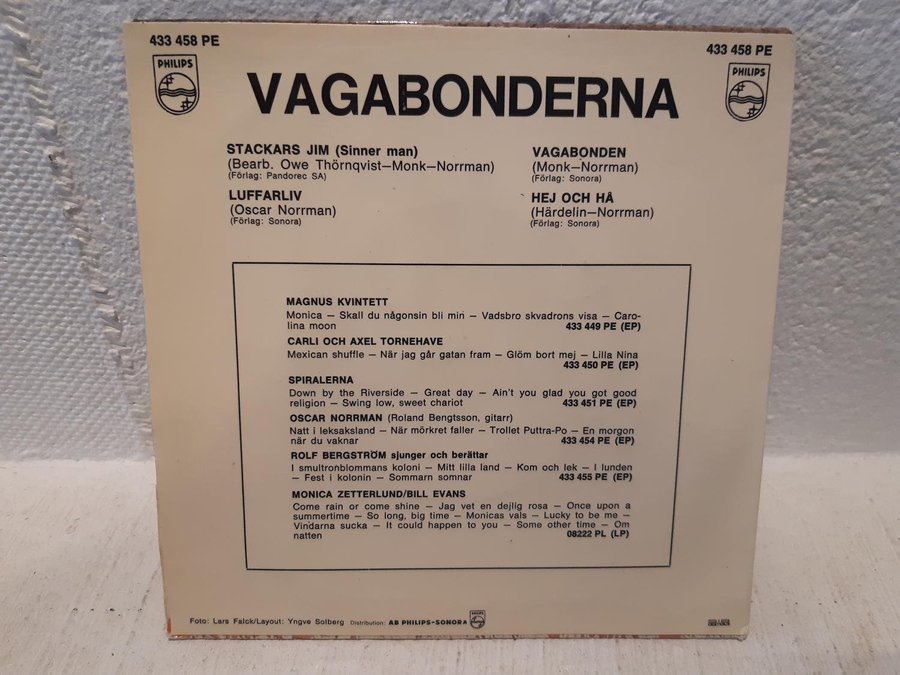 433 458 PE
433 458 PE
PHILIPS
PHILIPS
VAGABONDERNA
STACKARS JIM (Sinner man)
(Bearb. Owe Thörnqvist—Monk—Norrman)
(Förlag: Pandorec SA)
LUFFARLIV
(Oscar Norrman)
(Förlag: Sonora)
VAGABONDEN
(Monk—Norrman)
(Förlag: Sonora)
HEJ OCH HÅ
(Härdelin—Norrman)
(Förlag: Sonora)
MAGNUS KVINTETT
Monica — Skall du någonsin bli min — Vadsbro skvadrons visa — Caro-
lina moon 433 449 PE (EP)
CARLI OCH AXEL TORNEHAVE
Mexican shuffle — När jag går gatan fram — Glöm bort mej — Lilla Nina
433 450 PE (EP)
SPIRALERNA
Down by the Riverside — Great day — Ain't you glad you got good
religion — Swing low, sweet chariot 433 451 PE (EP)
OSCAR NORRMAN (Roland Bengtsson, gitarr)
Natt i leksaksland — När mörkret faller — Trollet Puttra-Po — En morgon
när du vaknar 433 454 PE (EP)
ROLF BERGSTRÖM sjunger och berättar
I smultronblommans koloni — Mitt lilla land — Kom och lek — I lunden
— Fest i kolonin — Sommarn somnar 433 455 PE (EP)
MONICA ZETTERLUND/BILL EVANS
Come rain or come shine — Jag vet en dejlig rosa — Once upon a
summertime — So long, big time — Monicas vals — Lucky to be me —
Vindarna sucka — It could happen to you — Some other time — Om
natten 08222 PL (LP)
Foto: Lars Falck/Layout: Yngve Solberg Distribution: AB PHILIPS-SONORA
PHILIPS